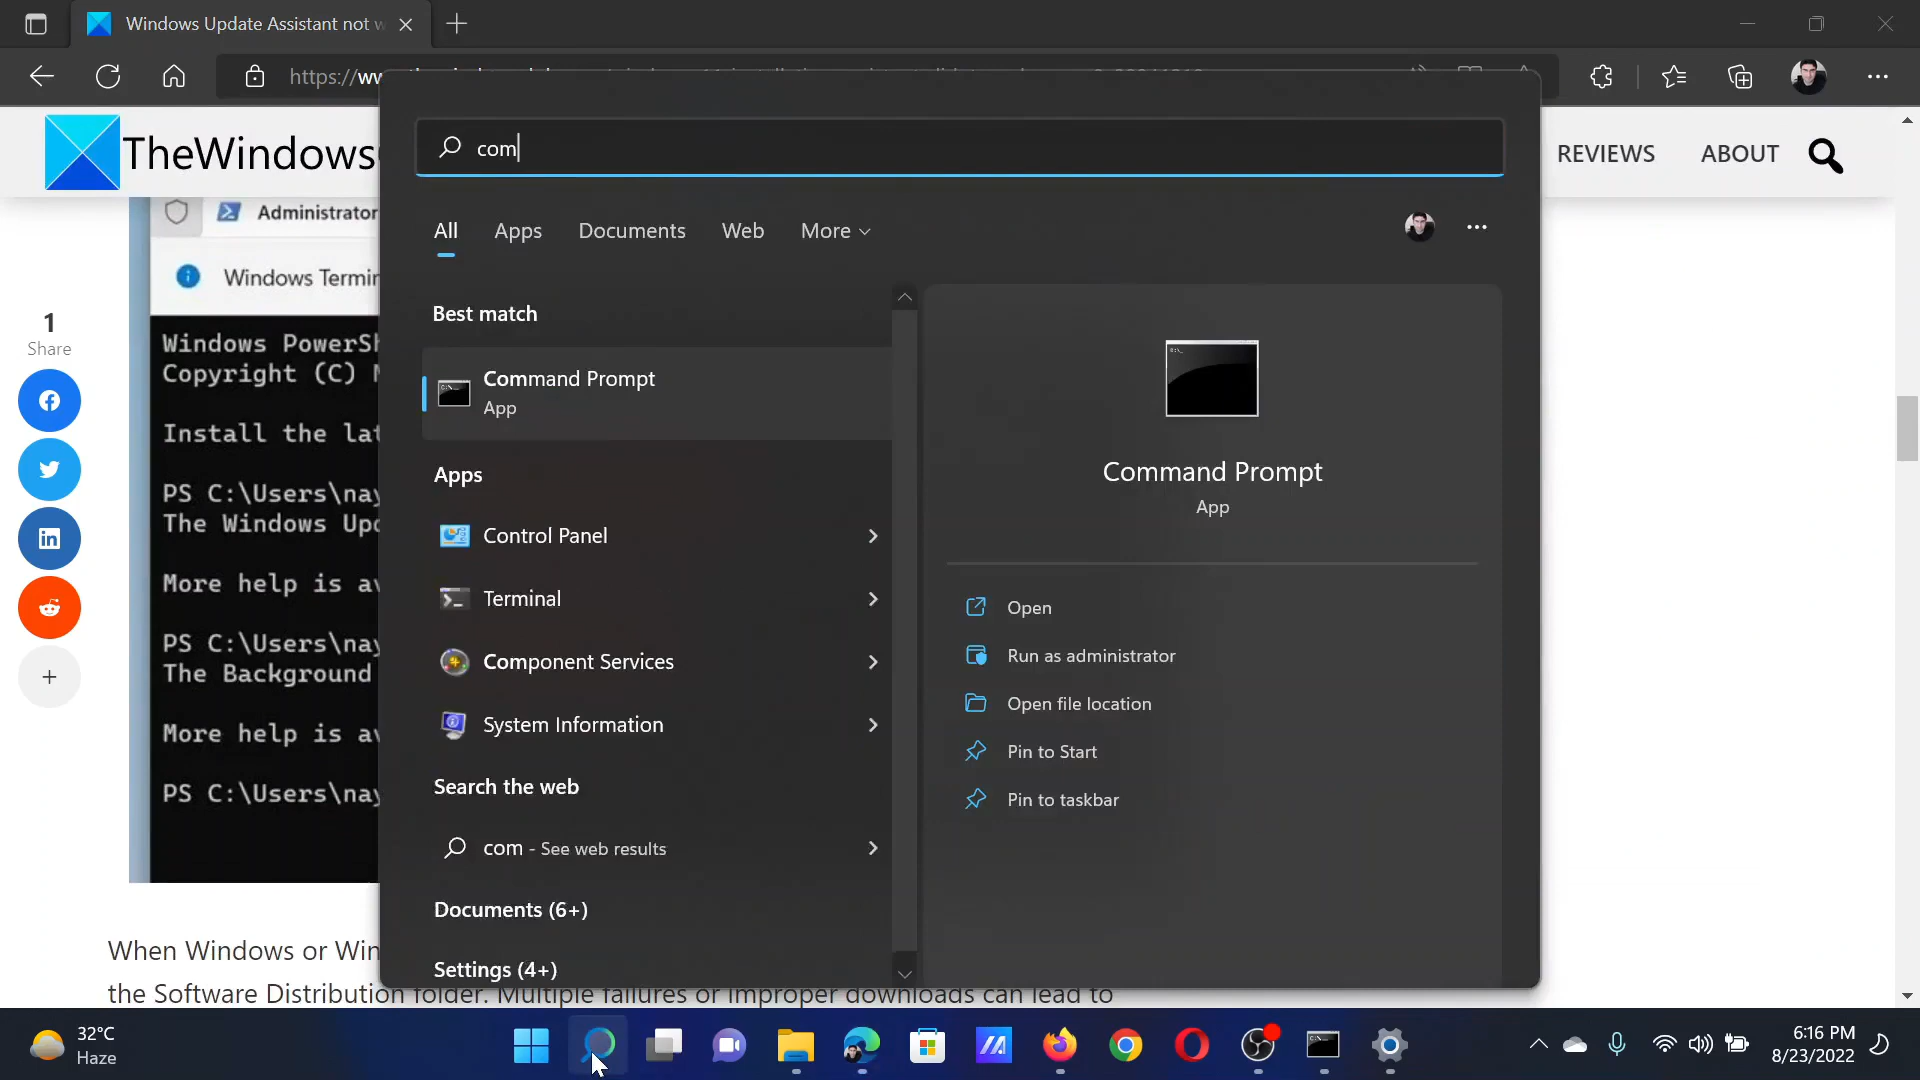 Windows Update Assistant not w
https://ww
com
TheWindows
REVIEWS
ABOUT
All
Apps
Documents
Web
More
Administrator
Windows Termin
Windows PowerSh
Copyright (C) M
Install the lat
PS C:\Users\nay
The Windows Upd
More help is av
PS C:\Users\nay
The Background
More help is av
PS C:\Users\nay
1
Share
Best match
Command Prompt
App
Apps
Control Panel
Terminal
Component Services
System Information
Search the web
com - See web results
Documents (6+)
Settings (4+)
Command Prompt
App
Open
Run as administrator
Open file location
Pin to Start
Pin to taskbar
When Windows or Win
the Software Distribution folder. Multiple failures or improper downloads can lead to
32°C
Haze
6:16 PM
8/23/2022